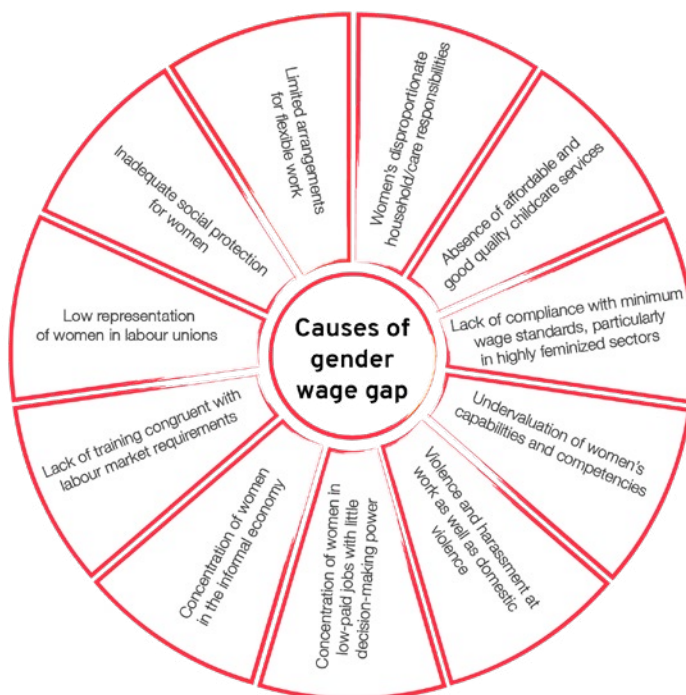 Causes of
gender
wage gap
Women's disproportionate
household/care responsibilities
Absence of affordable and
good quality childcare services
Lack of compliance with minimum
wage standards, particularly
in highly feminized sectors
Undervaluation of women's
capabilities and competencies
Violence and harassment at
work as well as domestic
violence
Concentration of women in
low-paid jobs with little
decision-making power
Concentration of women
in the informal economy
Lack of training congruent with
labour market requirements
Low representation
of women in labour unions
Inadequate social protection
for women
Limited arrangements
for flexible work